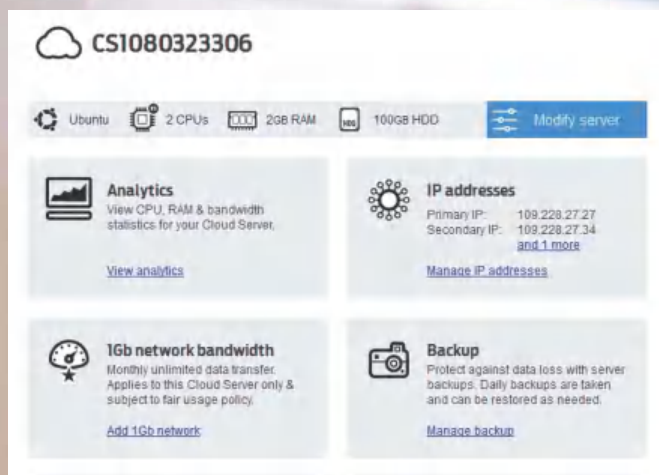 CS1080323306
Ubuntu 2 CPUs 2GB RAM 100GB HDD Modify server
Analytics
View CPU, RAM & bandwidth
statistics for your Cloud Server.
View analytics
IP addresses
Primary IP: 109.228.27.27
Secondary IP: 109.228.27.34
and 1 more
Manage IP addresses
1Gb network bandwidth
Monthly unlimited data transfer.
Applies to this Cloud Server only &
subject to fair usage policy.
Add 1Gb network
Backup
Protect against data loss with server
backups. Daily backups are taken
and can be restored as needed.
Manage backup